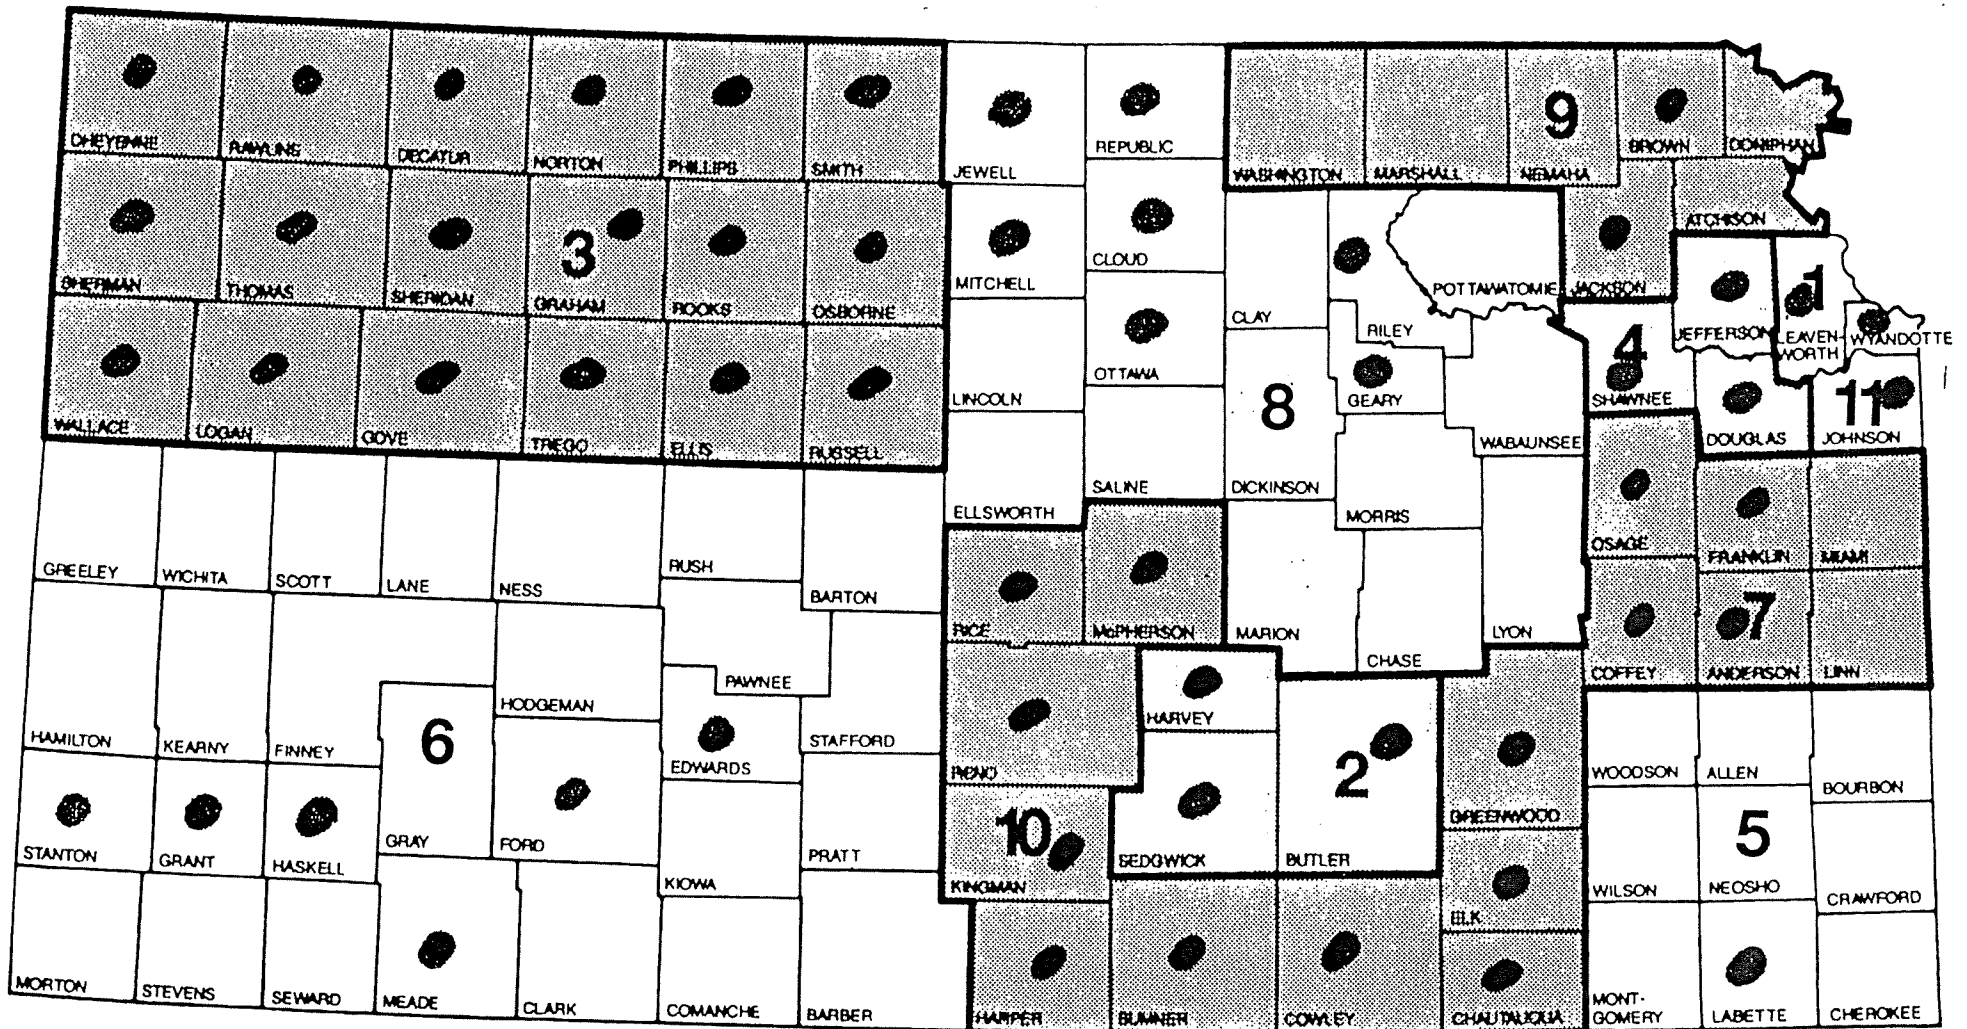 DHEYENNE
RAWLINS
DECATUR
NORTON
PHILLIPS
SMITH
JEWELL
REPUBLIC
WASHINGTON
MARSHALL
9
NEMAHA
BROWN
DONIPHAN
SHERMAN
THOMAS
SHERIDAN
3
GRAHAM
ROOKS
OSBORNE
MITCHELL
CLOUD
CLAY
RILEY
POTTAWATOMIE
JACKSON
ATCHISON
JEFFERSON
1
LEAVEN-
WORTH
WYANDOTTE
WALLACE
LOGAN
GOVE
TREGO
ELLIS
RUSSELL
LINCOLN
OTTAWA
8
GEARY
WABAUNSEE
4
SHAWNEE
DOUGLAS
11
JOHNSON
ELLSWORTH
SALINE
DICKINSON
MORRIS
OSAGE
FRANKLIN
MIAMI
GREELEY
WICHITA
SCOTT
LANE
NESS
RUSH
BARTON
RICE
McPHERSON
MARION
CHASE
LYON
COFFEY
7
ANDERSON
LINN
HAMILTON
KEARNY
FINNEY
6
HODGEMAN
PAWNEE
EDWARDS
STAFFORD
RENO
HARVEY
2
BUTLER
GREENWOOD
WOODSON
ALLEN
BOURBON
STANTON
GRANT
HASKELL
GRAY
FORD
KIOWA
PRATT
10
KINGMAN
SEDGWICK
ELK
WILSON
5
NEOSHO
CRAWFORD
MORTON
STEVENS
SEWARD
MEADE
CLARK
COMANCHE
BARBER
HARPER
SUMNER
COWLEY
CHAUTAUQUA
MONT-
GOMERY
LABETTE
CHEROKEE